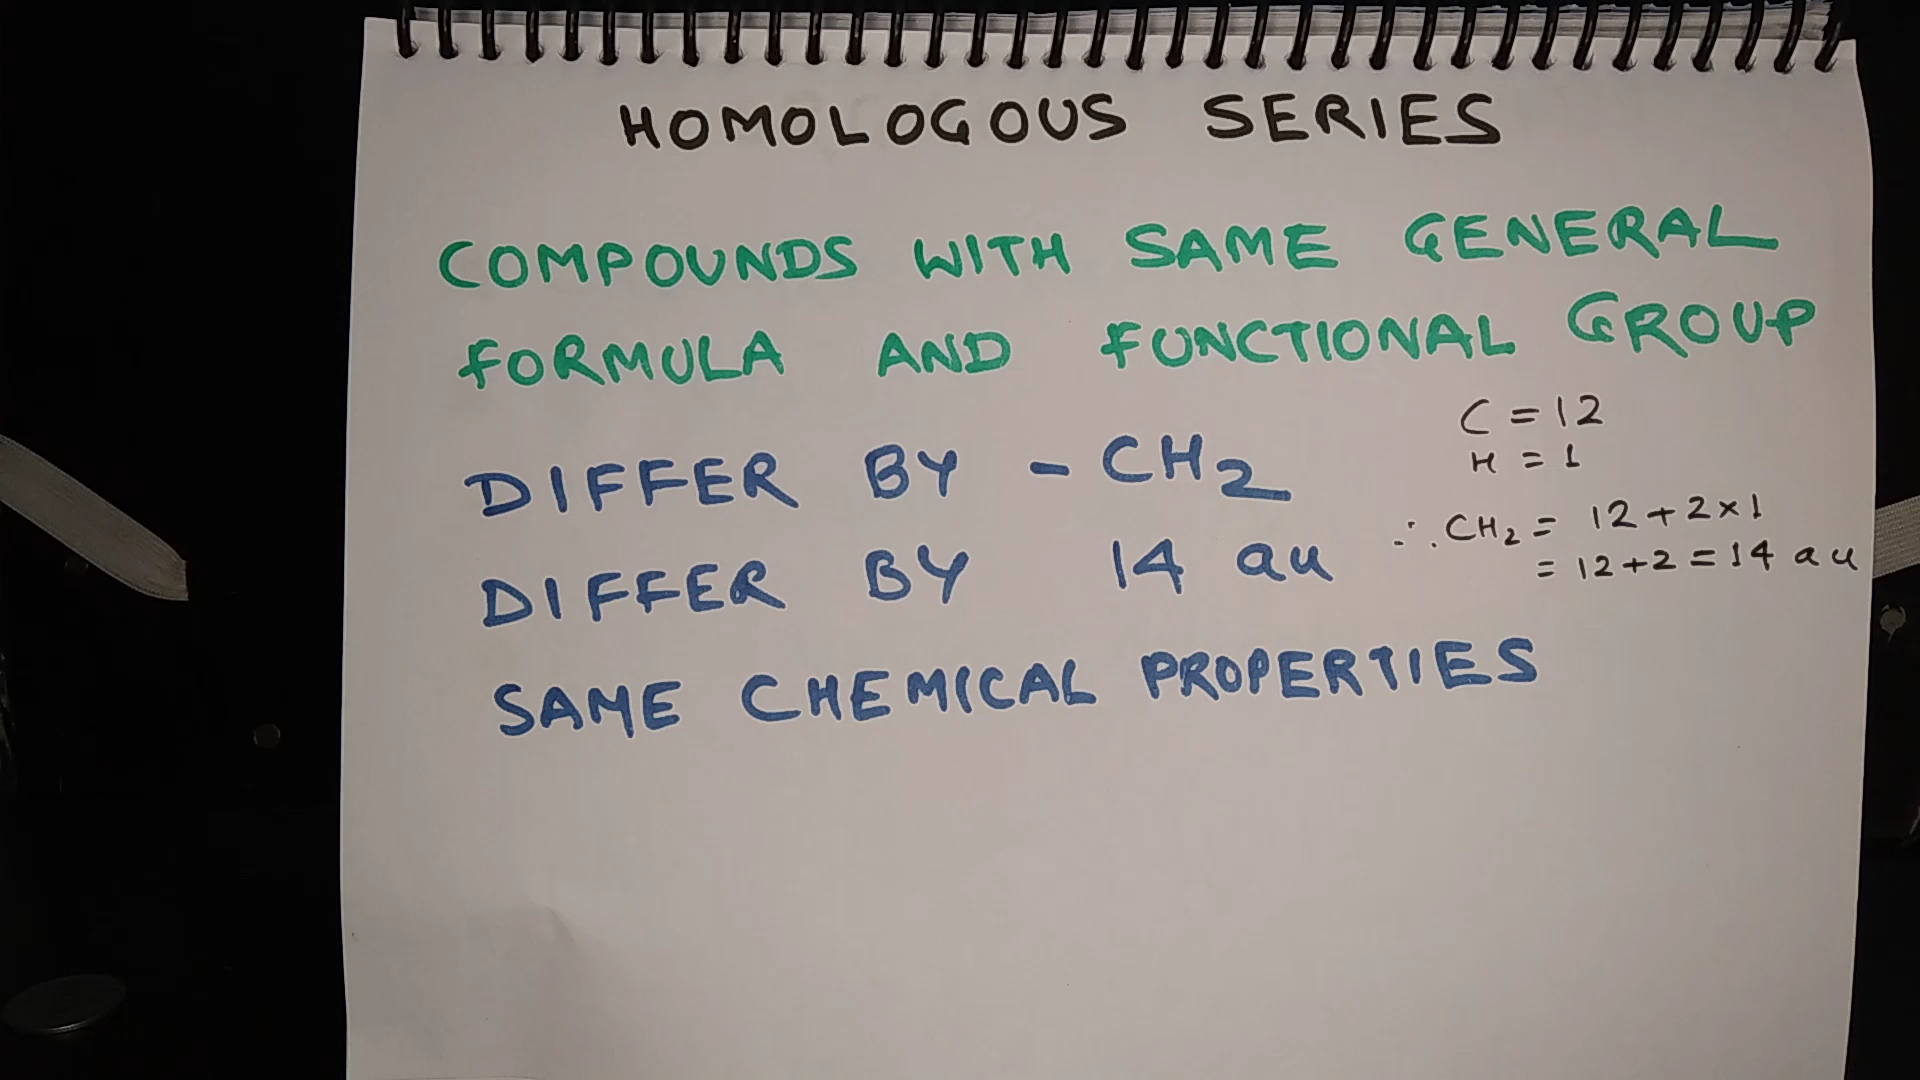 HOMOLOGOUS SERIES
COMPOUNDS WITH SAME GENERAL
FORMULA AND FUNCTIONAL GROUP
C = 12
H = 1
DIFFER BY - CH2
∴ CH2 = 12 + 2 × 1
= 12 + 2 = 14 au
DIFFER BY 14 au
SAME CHEMICAL PROPERTIES